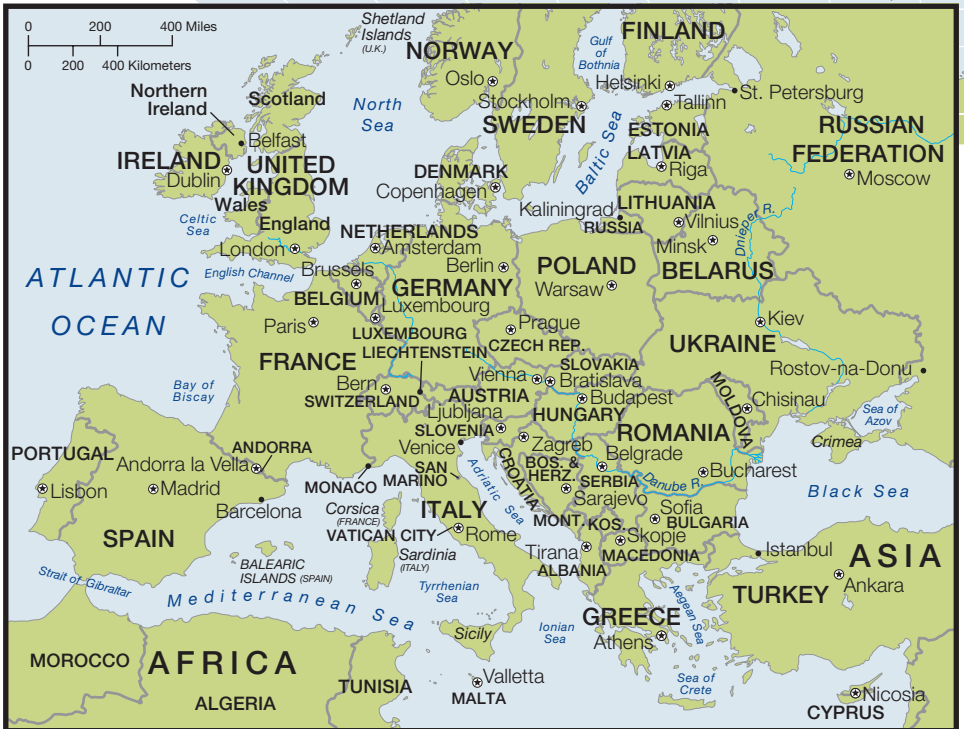 0 200 400 Miles
0 200 400 Kilometers
Shetland
Islands
(U.K.)
NORWAY
Oslo
FINLAND
Gulf
of
Bothnia
Helsinki
Stockholm
SWEDEN
Tallinn
St. Petersburg
ESTONIA
RUSSIAN
FEDERATION
Moscow
LATVIA
Riga
Northern
Ireland
Scotland
North
Sea
Belfast
IRELAND
Dublin
UNITED
KINGDOM
Wales
England
London
Celtic
Sea
DENMARK
Copenhagen
Baltic Sea
Kaliningrad
RUSSIA
LITHUANIA
Vilnius
Minsk
BELARUS
Dnieper R.
ATLANTIC
OCEAN
English Channel
NETHERLANDS
Amsterdam
Brussels
BELGIUM
Berlin
GERMANY
Luxembourg
LUXEMBOURG
POLAND
Warsaw
Paris
FRANCE
LIECHTENSTEIN
Prague
CZECH REP.
Kiev
UKRAINE
Rostov-na-Donu
SLOVAKIA
Bratislava
Vienna
AUSTRIA
Bern
SWITZERLAND
Budapest
HUNGARY
MOLDOVA
Chisinau
Sea of
Azov
Crimea
Bay of
Biscay
Ljubljana
SLOVENIA
Venice
Zagreb
CROATIA
ROMANIA
Belgrade
Bucharest
Danube R.
BOS. &
HERZ.
Sarajevo
SERBIA
Black Sea
PORTUGAL
Lisbon
ANDORRA
Andorra la Vella
Madrid
SPAIN
Barcelona
MONACO
SAN
MARINO
Adriatic Sea
Corsica
(FRANCE)
ITALY
VATICAN CITY
Rome
Sardinia
(ITALY)
MONT.
KOS.
Sofia
BULGARIA
Skopje
MACEDONIA
Tirana
ALBANIA
Istanbul
ASIA
Ankara
TURKEY
BALEARIC
ISLANDS (SPAIN)
Strait of Gibraltar
Mediterranean Sea
Tyrrhenian
Sea
Ionian
Sea
GREECE
Athens
Aegean Sea
Sicily
MOROCCO
AFRICA
ALGERIA
TUNISIA
Valletta
MALTA
Sea of
Crete
Nicosia
CYPRUS